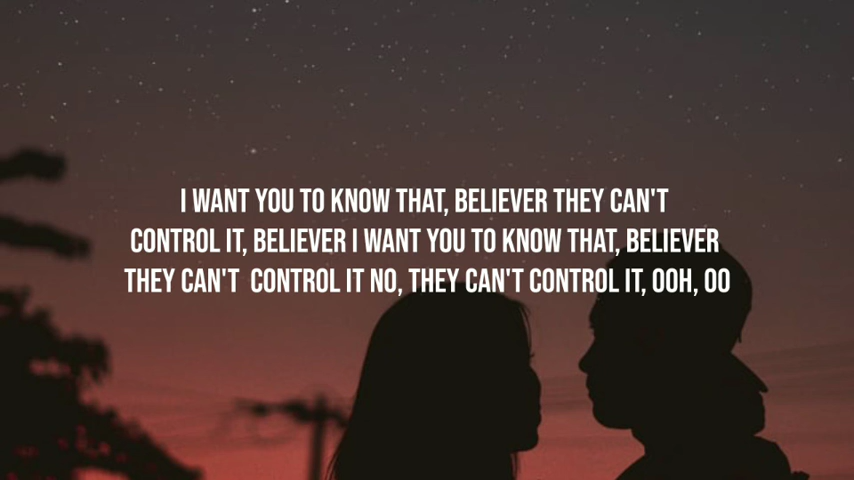 I WANT YOU TO KNOW THAT, BELIEVER THEY CAN'T
CONTROL IT, BELIEVER I WANT YOU TO KNOW THAT, BELIEVER
THEY CAN'T  CONTROL IT NO, THEY CAN'T CONTROL IT, OOH, OO